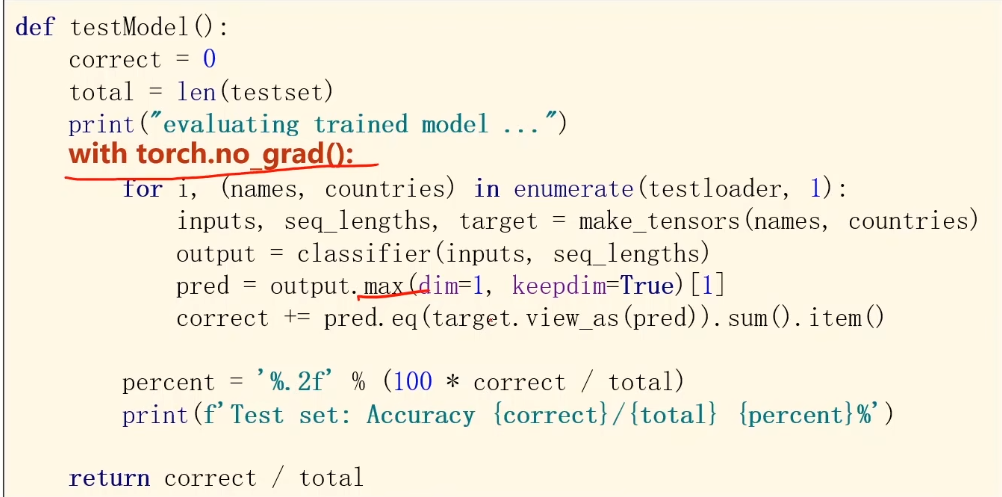 def testModel():
correct = 0
total = len(testset)
print("evaluating trained model ...")
with torch.no_grad():
for i, (names, countries) in enumerate(testloader, 1):
inputs, seq_lengths, target = make_tensors(names, countries)
output = classifier(inputs, seq_lengths)
pred = output.max(dim=1, keepdim=True)[1]
correct += pred.eq(target.view_as(pred)).sum().item()
percent = '%.2f' % (100 * correct / total)
print(f'Test set: Accuracy {correct}/{total} {percent}%')
return correct / total